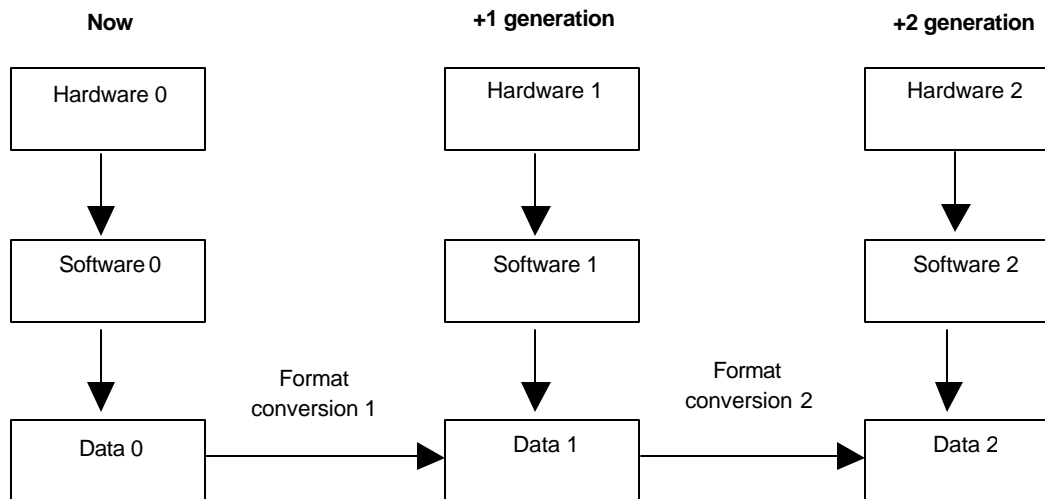 Now
+1 generation
+2 generation
Hardware 0
Hardware 1
Hardware 2
Software 0
Software 1
Software 2
Format
conversion 1
Format
conversion 2
Data 0
Data 1
Data 2